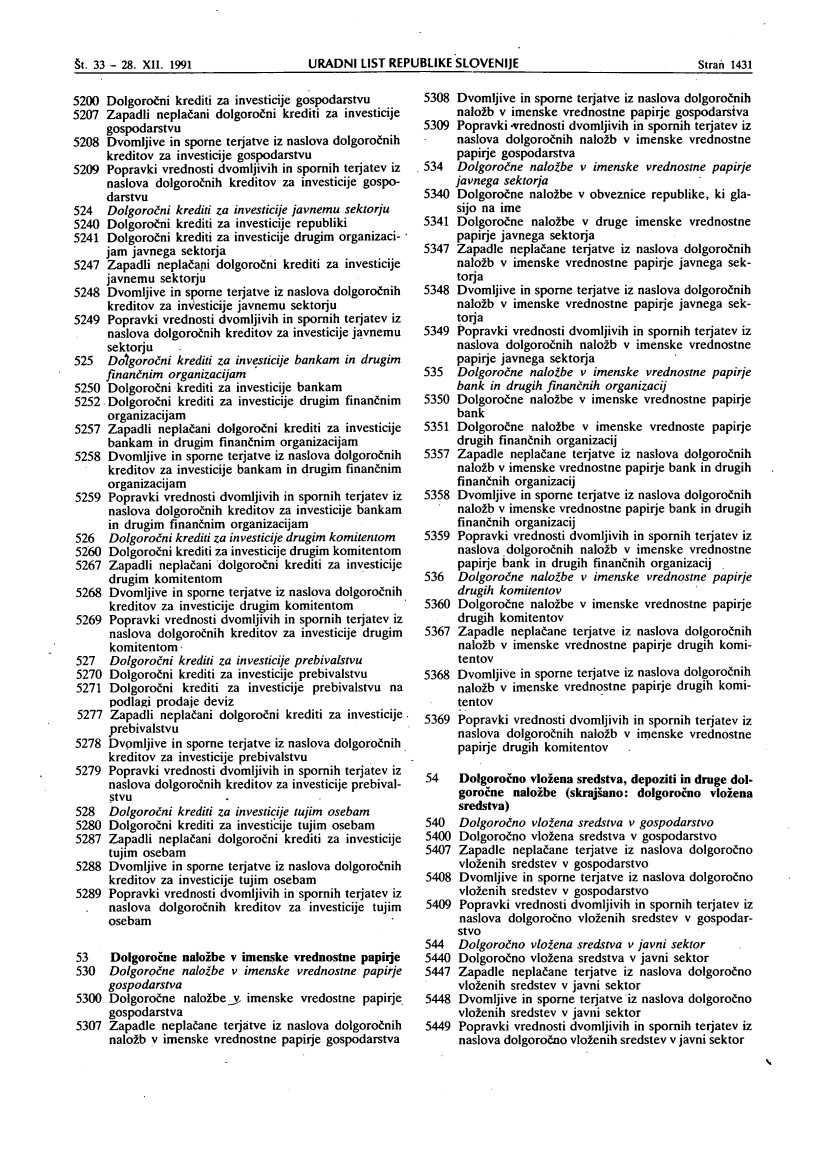 Št. 33 – 28. XII. 1991 URADNI LIST REPUBLIKE SLOVENIJE Stran 1431
5200 Dolgoročni krediti za investicije gospodarstvu
5207 Zapadli neplačani dolgoročni krediti za investicije
gospodarstvu
5208 Dvomljive in sporne terjatve iz naslova dolgoročnih
kreditov za investicije gospodarstvu
5209 Popravki vrednosti dvomljivih in spornih terjatev iz
naslova dolgoročnih kreditov za investicije gospo-
darstvu
524 Dolgoročni krediti za investicije javnemu sektorju
5240 Dolgoročni krediti za investicije republiki
5241 Dolgoročni krediti za investicije drugim organizaci-
jam javnega sektorja
5247 Zapadli neplačani dolgoročni krediti za investicije
javnemu sektorju
5248 Dvomljive in sporne terjatve iz naslova dolgoročnih
kreditov za investicije javnemu sektorju
5249 Popravki vrednosti dvomljivih in spornih terjatev iz
naslova dolgoročnih kreditov za investicije javnemu
sektorju
525 Dolgoročni krediti za investicije bankam in drugim
finančnim organizacijam
5250 Dolgoročni krediti za investicije bankam
5252 Dolgoročni krediti za investicije drugim finančnim
organizacijam
5257 Zapadli neplačani dolgoročni krediti za investicije
bankam in drugim finančnim organizacijam
5258 Dvomljive in sporne terjatve iz naslova dolgoročnih
kreditov za investicije bankam in drugim finančnim
organizacijam
5259 Popravki vrednosti dvomljivih in spornih terjatev iz
naslova dolgoročnih kreditov za investicije bankam
in drugim finančnim organizacijam
526 Dolgoročni krediti za investicije drugim komitentom
5260 Dolgoročni krediti za investicije drugim komitentom
5267 Zapadli neplačani dolgoročni krediti za investicije
drugim komitentom
5268 Dvomljive in sporne terjatve iz naslova dolgoročnih
kreditov za investicije drugim komitentom
5269 Popravki vrednosti dvomljivih in spornih terjatev iz
naslova dolgoročnih kreditov za investicije drugim
komitentom
527 Dolgoročni krediti za investicije prebivalstvu
5270 Dolgoročni krediti za investicije prebivalstvu
5271 Dolgoročni krediti za investicije prebivalstvu na
podlagi prodaje deviz
5277 Zapadli neplačani dolgoročni krediti za investicije
prebivalstvu
5278 Dvomljive in sporne terjatve iz naslova dolgoročnih
kreditov za investicije prebivalstvu
5279 Popravki vrednosti dvomljivih in spornih terjatev iz
naslova dolgoročnih kreditov za investicije prebival-
stvu
528 Dolgoročni krediti za investicije tujim osebam
5280 Dolgoročni krediti za investicije tujim osebam
5287 Zapadli neplačani dolgoročni krediti za investicije
tujim osebam
5288 Dvomljive in sporne terjatve iz naslova dolgoročnih
kreditov za investicije tujim osebam
5289 Popravki vrednosti dvomljivih in spornih terjatev iz
naslova dolgoročnih kreditov za investicije tujim
osebam
53 Dolgoročne naložbe v imenske vrednostne papirje
530 Dolgoročne naložbe v imenske vrednostne papirje
gospodarstva
5300 Dolgoročne naložbe v imenske vredostne papirje
gospodarstva
5307 Zapadle neplačane terjatve iz naslova dolgoročnih
naložb v imenske vrednostne papirje gospodarstva
5308 Dvomljive in sporne terjatve iz naslova dolgoročnih
naložb v imenske vrednostne papirje gospodarstva
5309 Popravki vrednosti dvomljivih in spornih terjatev iz
naslova dolgoročnih naložb v imenske vrednostne
papirje gospodarstva
534 Dolgoročne naložbe v imenske vrednostne papirje
javnega sektorja
5340 Dolgoročne naložbe v obveznice republike, ki gla-
sijo na ime
5341 Dolgoročne naložbe v druge imenske vrednostne
papirje javnega sektorja
5347 Zapadle neplačane terjatve iz naslova dolgoročnih
naložb v imenske vrednostne papirje javnega sek-
torja
5348 Dvomljive in sporne terjatve iz naslova dolgoročnih
naložb v imenske vrednostne papirje javnega sek-
torja
5349 Popravki vrednosti dvomljivih in spornih terjatev iz
naslova dolgoročnih naložb v imenske vrednostne
papirje javnega sektorja
535 Dolgoročne naložbe v imenske vrednostne papirje
bank in drugih finančnih organizacij
5350 Dolgoročne naložbe v imenske vrednostne papirje
bank
5351 Dolgoročne naložbe v imenske vrednoste papirje
drugih finančnih organizacij
5357 Zapadle neplačane terjatve iz naslova dolgoročnih
naložb v imenske vrednostne papirje bank in drugih
finančnih organizacij
5358 Dvomljive in sporne terjatve iz naslova dolgoročnih
naložb v imenske vrednostne papirje bank in drugih
finančnih organizacij
5359 Popravki vrednosti dvomljivih in spornih terjatev iz
naslova dolgoročnih naložb v imenske vrednostne
papirje bank in drugih finančnih organizacij
536 Dolgoročne naložbe v imenske vrednostne papirje
drugih komitentov
5360 Dolgoročne naložbe v imenske vrednostne papirje
drugih komitentov
5367 Zapadle neplačane terjatve iz naslova dolgoročnih
naložb v imenske vrednostne papirje drugih komi-
tentov
5368 Dvomljive in sporne terjatve iz naslova dolgoročnih
naložb v imenske vrednostne papirje drugih komi-
tentov
5369 Popravki vrednosti dvomljivih in spornih terjatev iz
naslova dolgoročnih naložb v imenske vrednostne
papirje drugih komitentov
54 Dolgoročno vložena sredstva, depoziti in druge dol-
goročne naložbe (skrajšano: dolgoročno vložena
sredstva)
540 Dolgoročno vložena sredstva v gospodarstvo
5400 Dolgoročno vložena sredstva v gospodarstvo
5407 Zapadle neplačane terjatve iz naslova dolgoročno
vloženih sredstev v gospodarstvo
5408 Dvomljive in sporne terjatve iz naslova dolgoročno
vloženih sredstev v gospodarstvo
5409 Popravki vrednosti dvomljivih in spornih terjatev iz
naslova dolgoročno vloženih sredstev v gospodar-
stvo
544 Dolgoročno vložena sredstva v javni sektor
5440 Dolgoročno vložena sredstva v javni sektor
5447 Zapadle neplačane terjatve iz naslova dolgoročno
vloženih sredstev v javni sektor
5448 Dvomljive in sporne terjatve iz naslova dolgoročno
vloženih sredstev v javni sektor
5449 Popravki vrednosti dvomljivih in spornih terjatev iz
naslova dolgoročno vloženih sredstev v javni sektor